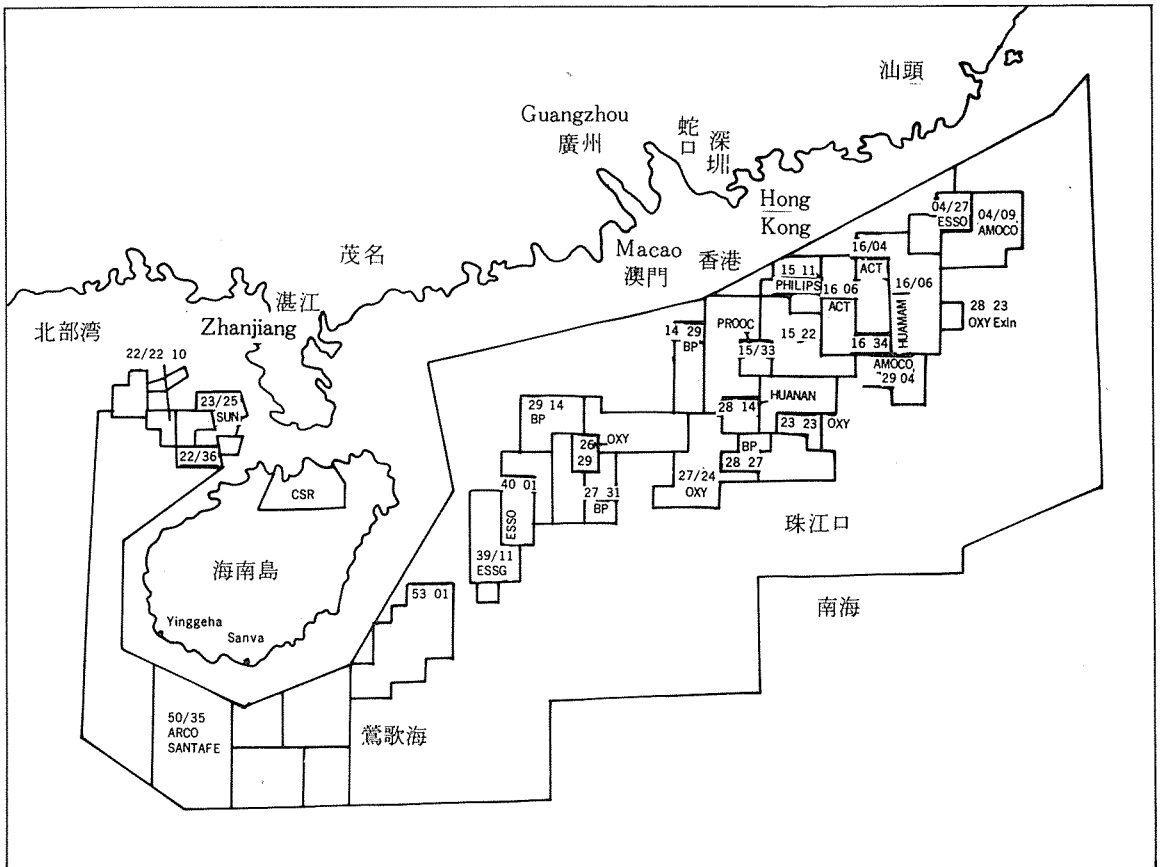 汕頭
Guangzhou
廣州
蛇口
深圳
Hong
Kong
Macao
澳門
香港
茂名
湛江
Zhanjiang
北部湾
04/27
ESSO
04/09
AMOCO
16/04
ACT
16/06
HUAMAM
15 11
PHILIPS
16 06
ACT
28 23
OXY Exln
PROOC
15/33
15 22
14 29
BP
16 34
AMOCO,
29 04
22/22 10
23/25
SUN
22/36
HUANAN
28 14
23 23
OXY
29 14
BP
OXY
26
29
BP
28 27
27/24
OXY
27 31
BP
40 01
ESSO
39/11
ESSG
CSR
珠江口
海南島
53 01
南海
Yinggeha
Sanva
50/35
ARCO
SANTAFE
鶯歌海